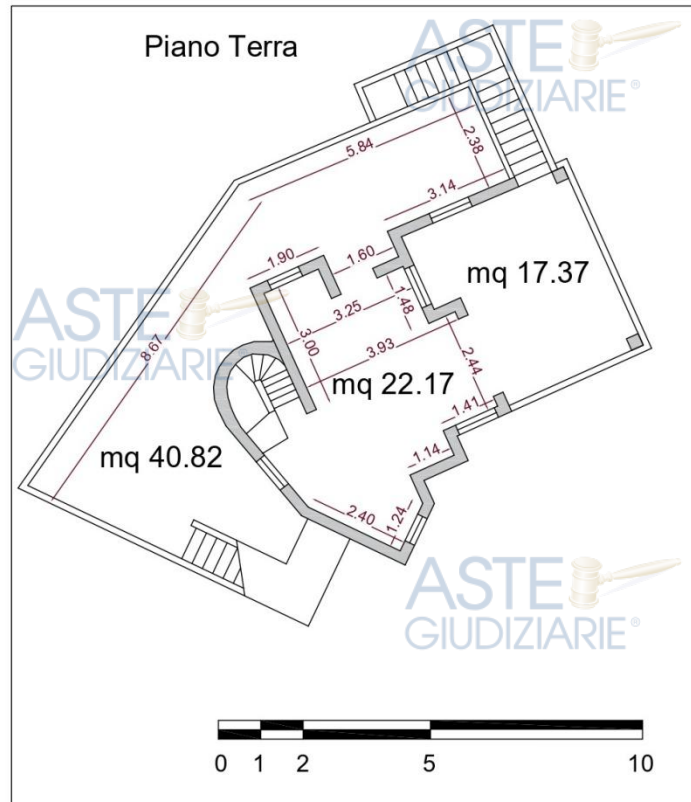 Piano Terra
ASTE
GIUDIZIARIE®
5.84
2.38
3.14
1.90
1.60
mq 17.37
1.48
3.25
ASTE
GIUDIZIARIE®
8.67
3.00
3.93
2.44
mq 22.17
1.41
mq 40.82
1.14
2.40
1.24
ASTE
GIUDIZIARIE®
0 1 2 5 10